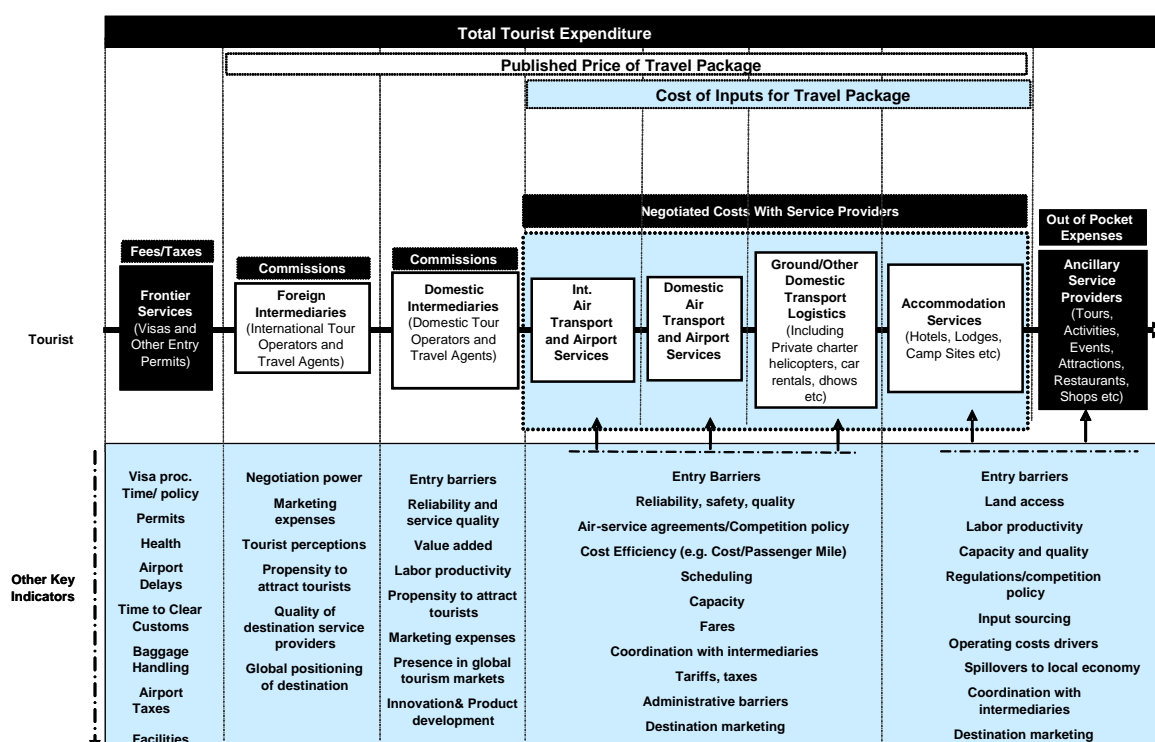 Total Tourist Expenditure
Published Price of Travel Package
Cost of Inputs for Travel Package
Negotiated Costs With Service Providers
Out of Pocket
Expenses
Fees/Taxes
Commissions
Commissions
Tourist
Frontier
Services
(Visas and
Other Entry
Permits)
Foreign
Intermediaries
(International Tour
Operators and
Travel Agents)
Domestic
Intermediaries
(Domestic Tour
Operators and
Travel Agents)
Int.
Air
Transport
and Airport
Services
Domestic
Air
Transport
and Airport
Services
Ground/Other
Domestic
Transport
Logistics
(Including
Private charter
helicopters, car
rentals, dhows
etc)
Accommodation
Services
(Hotels, Lodges,
Camp Sites etc)
Ancillary
Service
Providers
(Tours,
Activities,
Events,
Attractions,
Restaurants,
Shops etc)
Other Key
Indicators
Visa proc.
Time/ policy
Permits
Health
Airport
Delays
Time to Clear
Customs
Baggage
Handling
Airport
Taxes
Facilities
Negotiation power
Marketing
expenses
Tourist perceptions
Propensity to
attract tourists
Quality of
destination service
providers
Global positioning
of destination
Entry barriers
Reliability and
service quality
Value added
Labor productivity
Propensity to attract
tourists
Marketing expenses
Presence in global
tourism markets
Innovation& Product
development
Entry Barriers
Reliability, safety, quality
Air-service agreements/Competition policy
Cost Efficiency (e.g. Cost/Passenger Mile)
Scheduling
Capacity
Fares
Coordination with intermediaries
Tariffs, taxes
Administrative barriers
Destination marketing
Entry barriers
Land access
Labor productivity
Capacity and quality
Regulations/competition
policy
Input sourcing
Operating costs drivers
Spillovers to local economy
Coordination with
intermediaries
Destination marketing